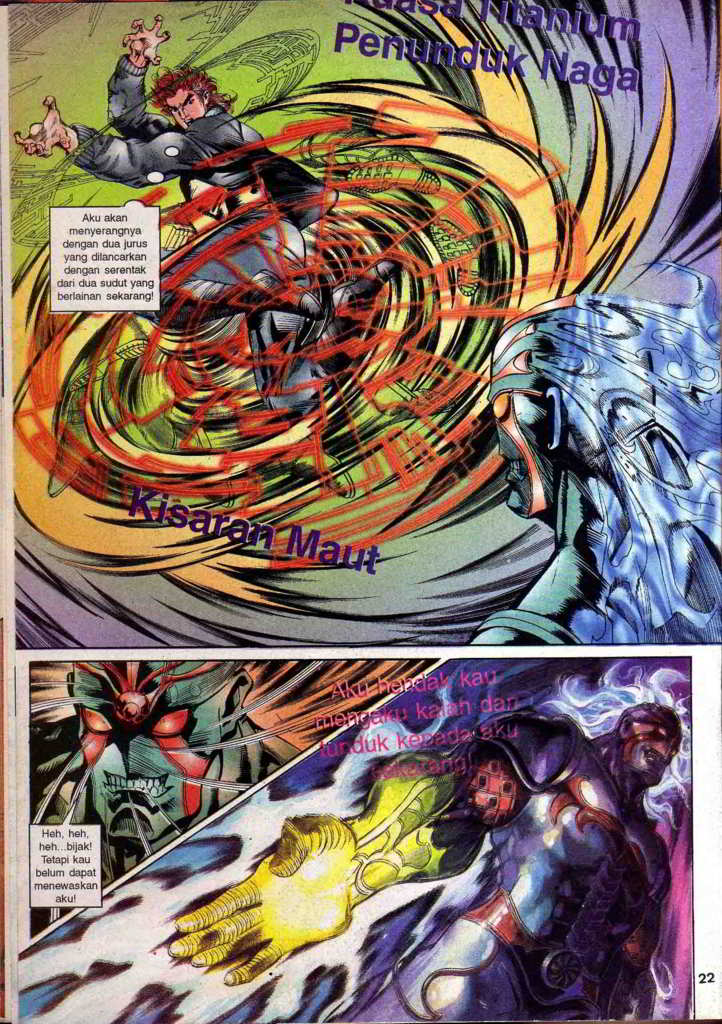 Kuasa Titanium
Penunduk Naga
Aku akan
menyerangnya
dengan dua jurus
yang dilancarkan
dengan serentak
dari dua sudut yang
berlainan sekarang!
Kisaran Maut
Aku hendak kau
mengaku kalah dan
tunduk kepada aku
sekarang!
Heh, heh,
heh...bijak!
Tetapi kau
belum dapat
menewaskan
aku!
22